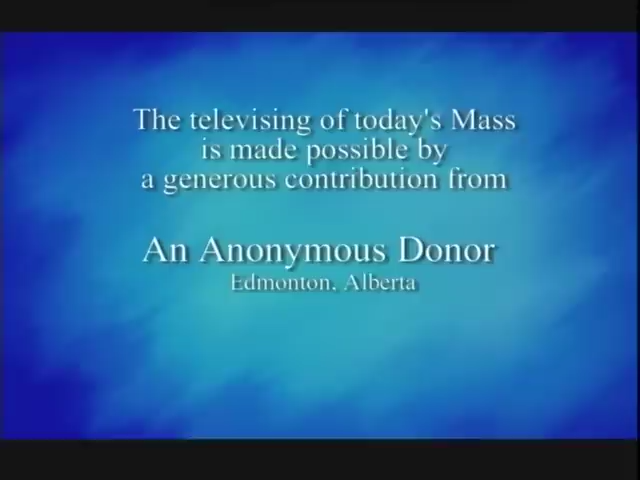 The televising of today's Mass
is made possible by
a generous contribution from
An Anonymous Donor
Edmonton, Alberta